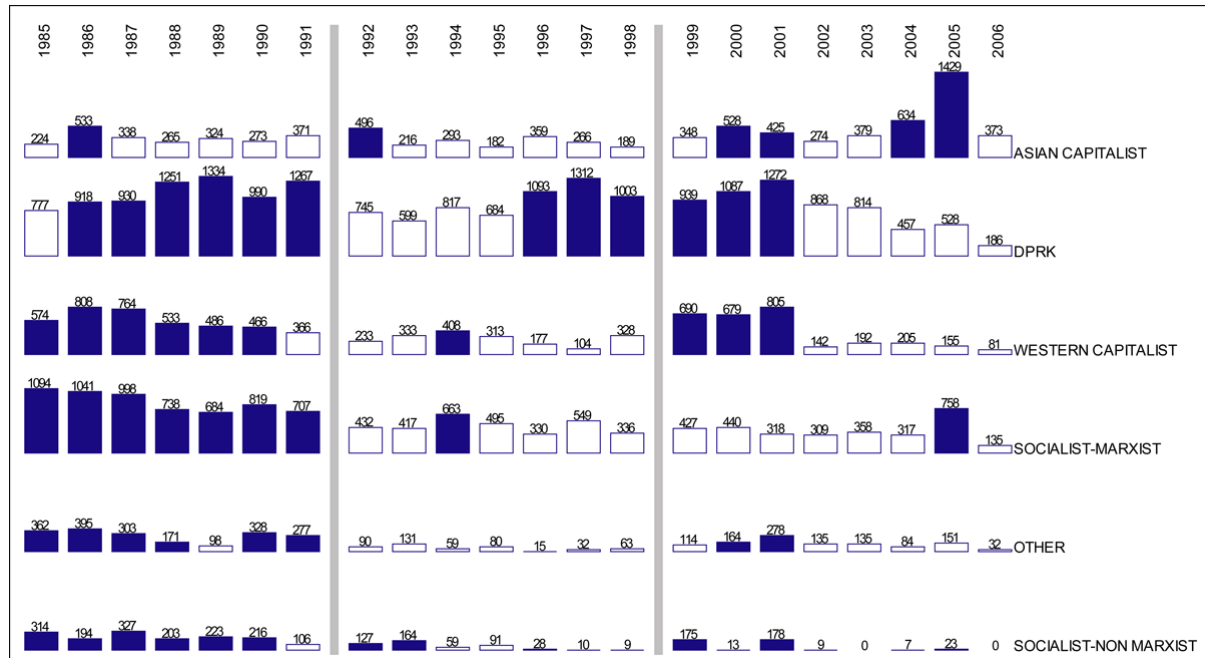 1985 1986 1987 1988 1989 1990 1991 1992 1993 1994 1995 1996 1997 1998 1999 2000 2001 2002 2003 2004 2005 2006
224 533 338 265 324 273 371 496 216 293 182 359 266 189 348 528 425 274 379 634 1429 373 ASIAN CAPITALIST
777 918 930 1251 1334 990 1267 745 599 817 684 1093 1312 1003 939 1087 1272 868 814 457 528 186 DPRK
574 808 764 533 486 466 366 233 333 408 313 177 104 328 690 679 805 142 192 205 155 81 WESTERN CAPITALIST
1094 1041 998 738 684 819 707 432 417 663 495 330 549 336 427 440 318 309 358 317 758 135 SOCIALIST-MARXIST
362 395 303 171 98 328 277 90 131 59 80 15 32 63 114 164 278 135 135 84 151 32 OTHER
314 194 327 203 223 216 106 127 164 59 91 28 10 9 175 13 178 9 0 7 23 0 SOCIALIST-NON MARXIST